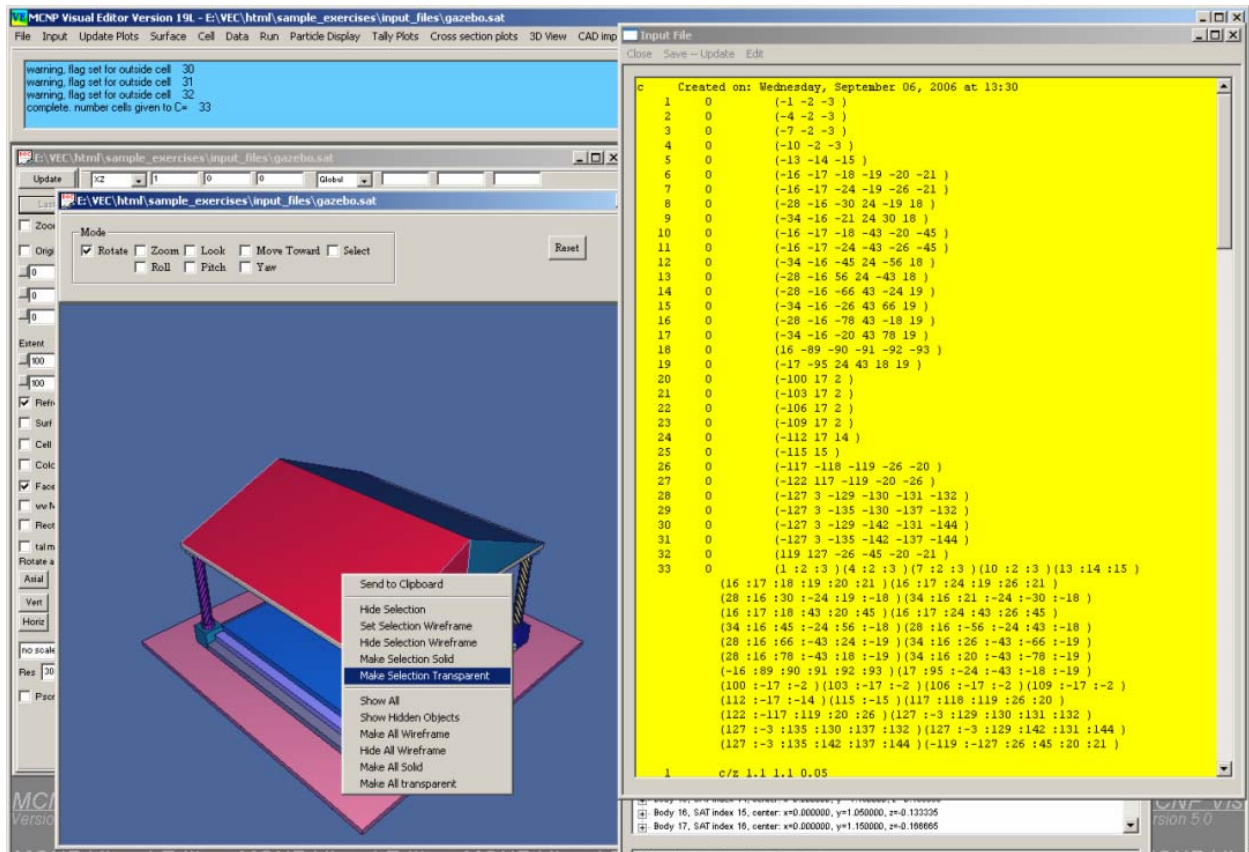 MCNP Visual Editor Version 19L - E:\VEC\html\sample_exercises\input_files\gazebo.sat
File Input Update Plots Surface Cell Data Run Particle Display Tally Plots Cross section plots 3D View CAD imp
warning, flag set for outside cell 30
warning, flag set for outside cell 31
warning, flag set for outside cell 32
complete. number cells given to C= 33
E:\VEC\html\sample_exercises\input_files\gazebo.sat
Update XZ 1 0 0 Global
Last
Zoo
Origi
0
0
0
Extent
100
100
Refr
Surf
Cell
Colo
Face
ww M
Rect
tal m
Rotate a
Axial
Vert
Horiz
no scale
Res 30
E:\VEC\html\sample_exercises\input_files\gazebo.sat
Mode
Rotate Zoom Look Move Toward Select
Roll Pitch Yaw
Reset
Send to Clipboard
Hide Selection
Set Selection Wireframe
Hide Selection Wireframe
Make Selection Solid
Make Selection Transparent
Show All
Show Hidden Objects
Make All Wireframe
Hide All Wireframe
Make All Solid
Make All transparent
Input File
Close Save -- Update Edit
c Created on: Wednesday, September 06, 2006 at 13:30
1 0 (-1 -2 -3 )
2 0 (-4 -2 -3 )
3 0 (-7 -2 -3 )
4 0 (-10 -2 -3 )
5 0 (-13 -14 -15 )
6 0 (-16 -17 -18 -19 -20 -21 )
7 0 (-16 -17 -24 -19 -26 -21 )
8 0 (-28 -16 -30 24 -19 18 )
9 0 (-34 -16 -21 24 30 18 )
10 0 (-16 -17 -18 -43 -20 -45 )
11 0 (-16 -17 -24 -43 -26 -45 )
12 0 (-34 -16 -45 24 -56 18 )
13 0 (-28 -16 56 24 -43 18 )
14 0 (-28 -16 -66 43 -24 19 )
15 0 (-34 -16 -26 43 66 19 )
16 0 (-28 -16 -78 43 -18 19 )
17 0 (-34 -16 -20 43 78 19 )
18 0 (16 -89 -90 -91 -92 -93 )
19 0 (-17 -95 24 43 18 19 )
20 0 (-100 17 2 )
21 0 (-103 17 2 )
22 0 (-106 17 2 )
23 0 (-109 17 2 )
24 0 (-112 17 14 )
25 0 (-115 15 )
26 0 (-117 -118 -119 -26 -20 )
27 0 (-122 117 -119 -20 -26 )
28 0 (-127 3 -129 -130 -131 -132 )
29 0 (-127 3 -135 -130 -137 -132 )
30 0 (-127 3 -129 -142 -131 -144 )
31 0 (-127 3 -135 -142 -137 -144 )
32 0 (119 127 -26 -45 -20 -21 )
33 0 (1 :2 :3 )(4 :2 :3 )(7 :2 :3 )(10 :2 :3 )(13 :14 :15 )
(16 :17 :18 :19 :20 :21 )(16 :17 :24 :19 :26 :21 )
(28 :16 :30 :-24 :19 :-18 )(34 :16 :21 :-24 :-30 :-18 )
(16 :17 :18 :43 :20 :45 )(16 :17 :24 :43 :26 :45 )
(34 :16 :45 :-24 :56 :-18 )(28 :16 :-56 :-24 :43 :-18 )
(28 :16 :66 :-43 :24 :-19 )(34 :16 :26 :-43 :-66 :-19 )
(28 :16 :78 :-43 :18 :-19 )(34 :16 :20 :-43 :-78 :-19 )
(-16 :89 :90 :91 :92 :93 )(17 :95 :-24 :-43 :-18 :-19 )
(100 :-17 :-2 )(103 :-17 :-2 )(106 :-17 :-2 )(109 :-17 :-2 )
(112 :-17 :-14 )(115 :-15 )(117 :118 :119 :26 :20 )
(122 :-117 :119 :20 :26 )(127 :-3 :129 :130 :131 :132 )
(127 :-3 :135 :130 :137 :132 )(127 :-3 :129 :142 :131 :144 )
(127 :-3 :135 :142 :137 :144 )(-119 :-127 :26 :45 :20 :21 )
1 c/z 1.1 1.1 0.05
Body 16, SAT index 15, center: x=0.000000, y=1.050000, z=-0.133335
Body 17, SAT index 16, center: x=0.000000, y=1.150000, z=-0.166665